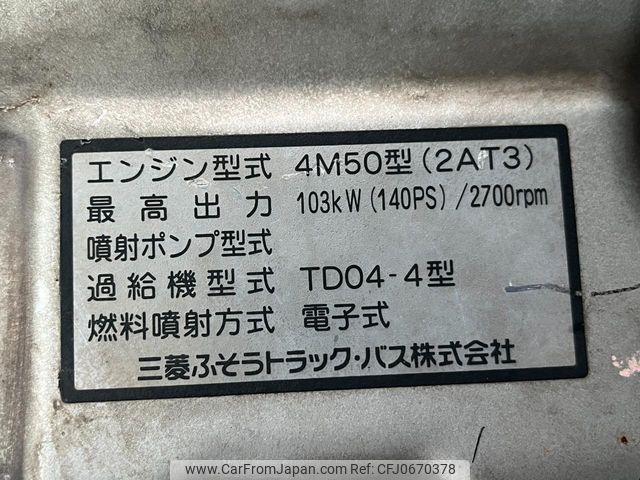 エンジン型式 4M50型(2AT3)
最高出力 103kW(140PS)/2700rpm
噴射ポンプ型式
過給機型式 TD04-4型
燃料噴射方式 電子式
三菱ふそうトラック・バス株式会社
www.CarFromJapan.com | CFJ-NO.0670378